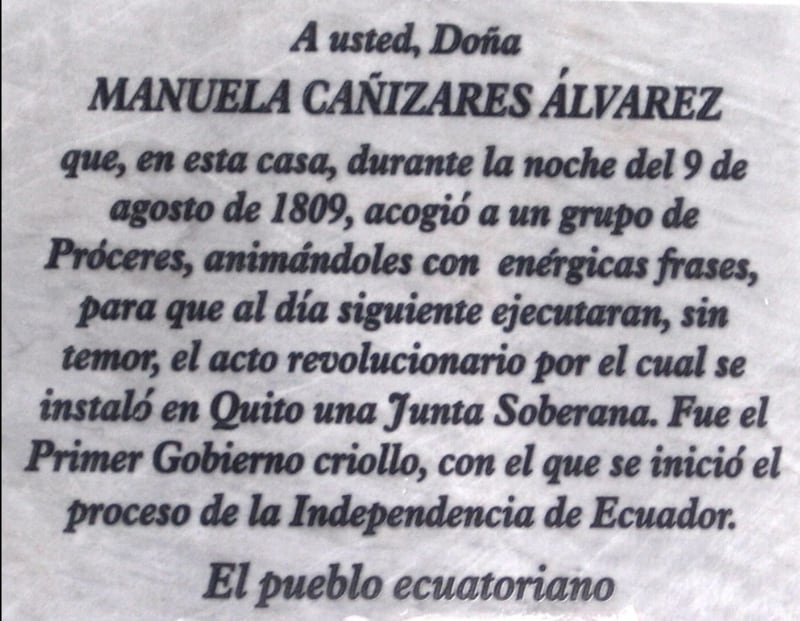 A usted, Doña
MANUELA CAÑIZARES ÁLVAREZ
que, en esta casa, durante la noche del 9 de
agosto de 1809, acogió a un grupo de
Próceres, animándoles con enérgicas frases,
para que al día siguiente ejecutaran, sin
temor, el acto revolucionario por el cual se
instaló en Quito una Junta Soberana. Fue el
Primer Gobierno criollo, con el que se inició el
proceso de la Independencia de Ecuador.
El pueblo ecuatoriano